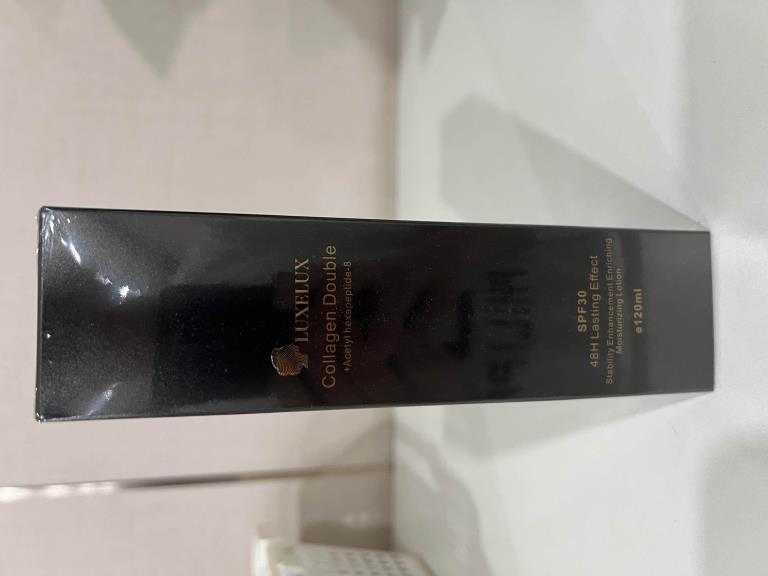 LUXELUX
Collagen Double
+Acetyl hexapeptide-8
SPF30
48H Lasting Effect
Stability Enhancement Enriching
Moisturizing Lotion
e120ml